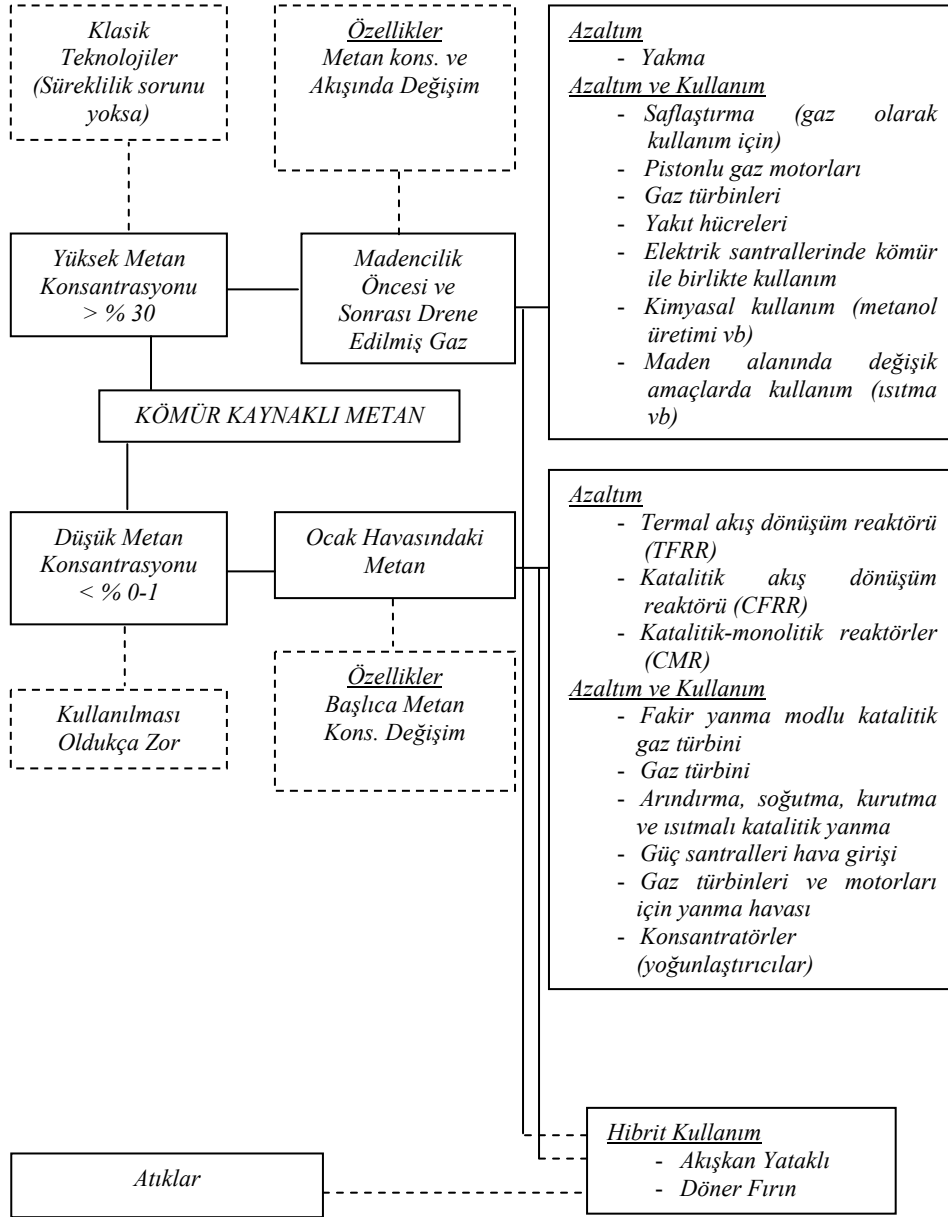 Klasik
Teknolojiler
(Süreklilik sorunu
yoksa)
Özellikler
Metan kons. ve
Akışında Değişim
Azaltım
- Yakma
Azaltım ve Kullanım
- Saflaştırma (gaz olarak
kullanım için)
- Pistonlu gaz motorları
- Gaz türbinleri
- Yakıt hücreleri
- Elektrik santrallerinde kömür
ile birlikte kullanım
- Kimyasal kullanım (metanol
üretimi vb)
- Maden alanında değişik
amaçlarda kullanım (ısıtma
vb)
Yüksek Metan
Konsantrasyonu
> % 30
Madencilik
Öncesi ve
Sonrası Drene
Edilmiş Gaz
KÖMÜR KAYNAKLI METAN
Düşük Metan
Konsantrasyonu
< % 0-1
Ocak Havasındaki
Metan
Azaltım
- Termal akış dönüşüm reaktörü
(TFRR)
- Katalitik akış dönüşüm
reaktörü (CFRR)
- Katalitik-monolitik reaktörler
(CMR)
Azaltım ve Kullanım
- Fakir yanma modlu katalitik
gaz türbini
- Gaz türbini
- Arındırma, soğutma, kurutma
ve ısıtmalı katalitik yanma
- Güç santralleri hava girişi
- Gaz türbinleri ve motorları
için yanma havası
- Konsantratörler
(yoğunlaştırıcılar)
Kullanılması
Oldukça Zor
Özellikler
Başlıca Metan
Kons. Değişim
Hibrit Kullanım
- Akışkan Yataklı
- Döner Fırın
Atıklar